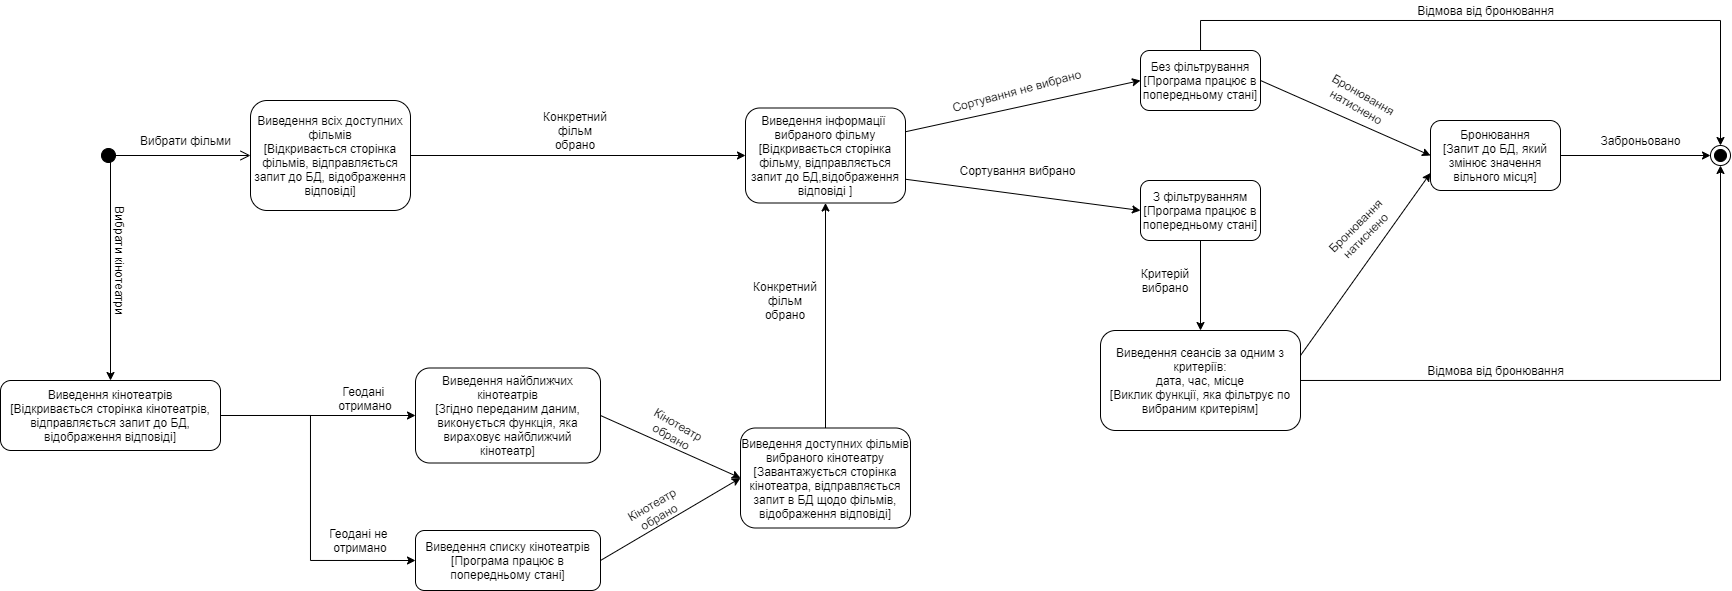 Відмова від бронювання
Без фільтрування
[Програма працює в
попередньому стані]
Сортування не вибрано
Бронювання
натиснено
Вибрати фільми
Виведення всіх доступних
фільмів
[Відкривається сторінка
фільмів, відправляється
запит до БД, відображення
відповіді]
Конкретний
фільм
обрано
Виведення інформації
вибраного фільму
[Відкривається сторінка
фільму, відправляється
запит до БД,відображення
відповіді ]
Бронювання
[Запит до БД, який
змінює значення
вільного місця]
Заброньовано
Сортування вибрано
З фільтруванням
[Програма працює в
попередньому стані]
Бронювання
натиснено
Вибрати кінотеатри
Конкретний
фільм
обрано
Критерій
вибрано
Виведення сеансів за одним з
критеріїв:
дата, час, місце
[Виклик функції, яка фільтрує по
вибраним критеріям]
Відмова від бронювання
Виведення кінотеатрів
[Відкривається сторінка кінотеатрів,
відправляється запит до БД,
відображення відповіді]
Геодані
отримано
Виведення найближчих
кінотеатрів
[Згідно переданим даним,
виконується функція, яка
вираховує найближчий
кінотеатр]
Кінотеатр
обрано
Виведення доступних фільмів
вибраного кінотеатру
[Завантажується сторінка
кінотеатра, відправляється
запит в БД щодо фільмів,
відображення відповіді]
Кінотеатр
обрано
Геодані не
отримано
Виведення списку кінотеатрів
[Програма працює в
попередньому стані]